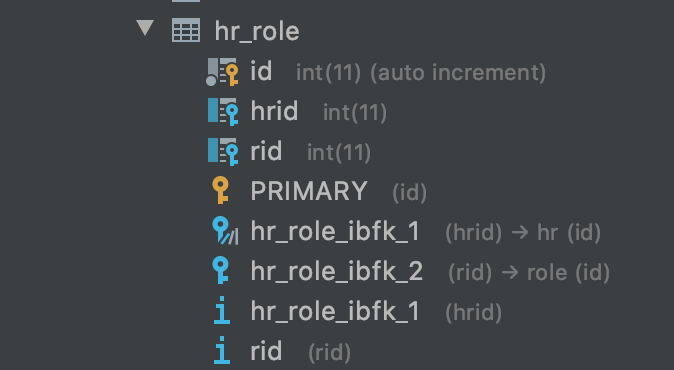 hr_role
id int(11) (auto increment)
hrid int(11)
rid int(11)
PRIMARY (id)
hr_role_ibfk_1 (hrid) → hr (id)
hr_role_ibfk_2 (rid) → role (id)
hr_role_ibfk_1 (hrid)
rid (rid)